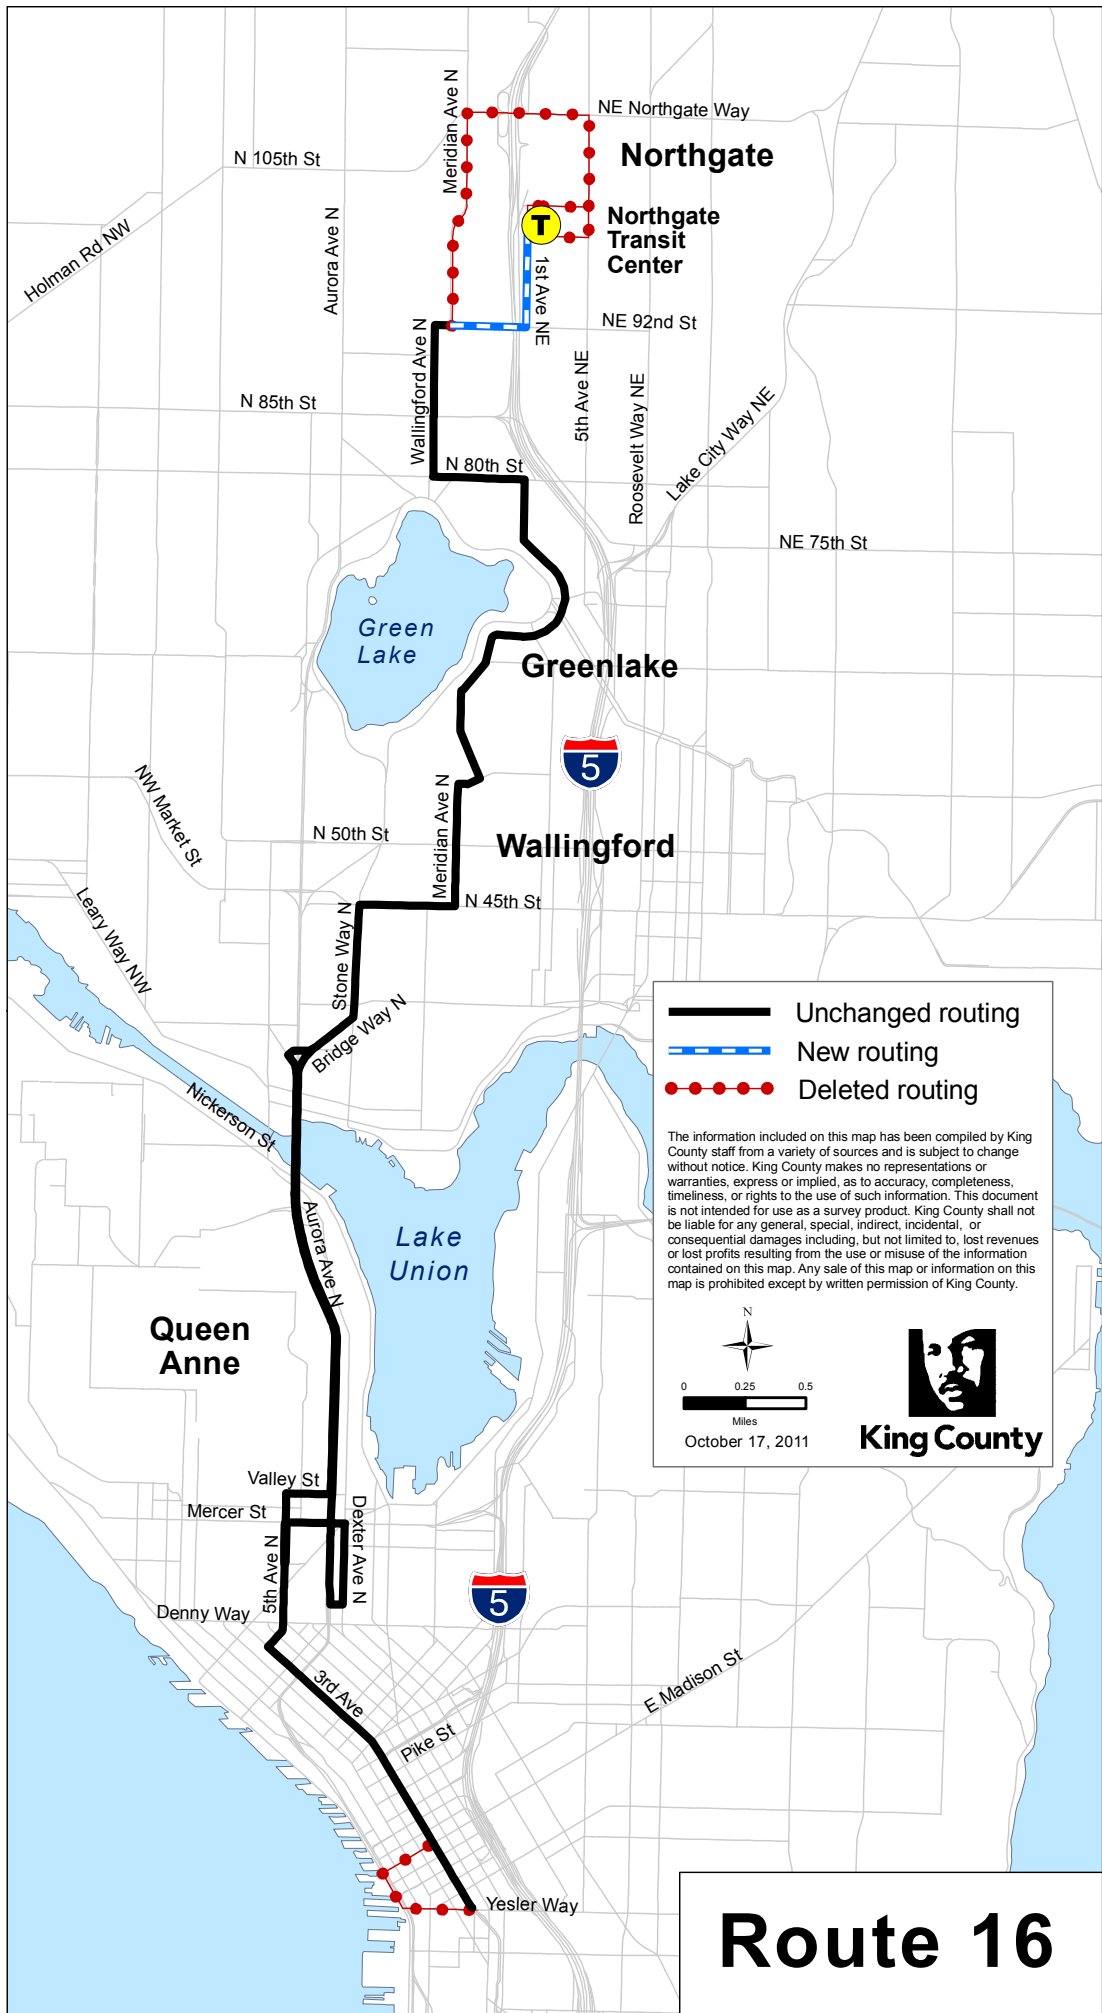 Meridian Ave N
NE Northgate Way
N 105th St
Northgate
Holman Rd NW
Aurora Ave N
Northgate
Transit
Center
T
1st Ave NE
NE 92nd St
Wallingford Ave N
5th Ave NE
Roosevelt Way NE
Lake City Way NE
N 85th St
N 80th St
NE 75th St
Green
Lake
Greenlake
5
NW Market St
Meridian Ave N
N 50th St
Wallingford
Leary Way NW
Stone Way N
N 45th St
Bridge Way N
Nickerson St
Unchanged routing
New routing
Deleted routing
The information included on this map has been compiled by King
County staff from a variety of sources and is subject to change
without notice. King County makes no representations or
warranties, express or implied, as to accuracy, completeness,
timeliness, or rights to the use of such information. This document
is not intended for use as a survey product. King County shall not
be liable for any general, special, indirect, incidental, or
consequential damages including, but not limited to, lost revenues
or lost profits resulting from the use or misuse of the information
contained on this map. Any sale of this map or information on this
map is prohibited except by written permission of King County.
N
0 0.25 0.5
Miles
October 17, 2011
King County
Aurora Ave N
Lake
Union
Queen
Anne
Valley St
Mercer St
Dexter Ave N
5th Ave N
5
Denny Way
3rd Ave
Pike St
E Madison St
Yesler Way
Route 16